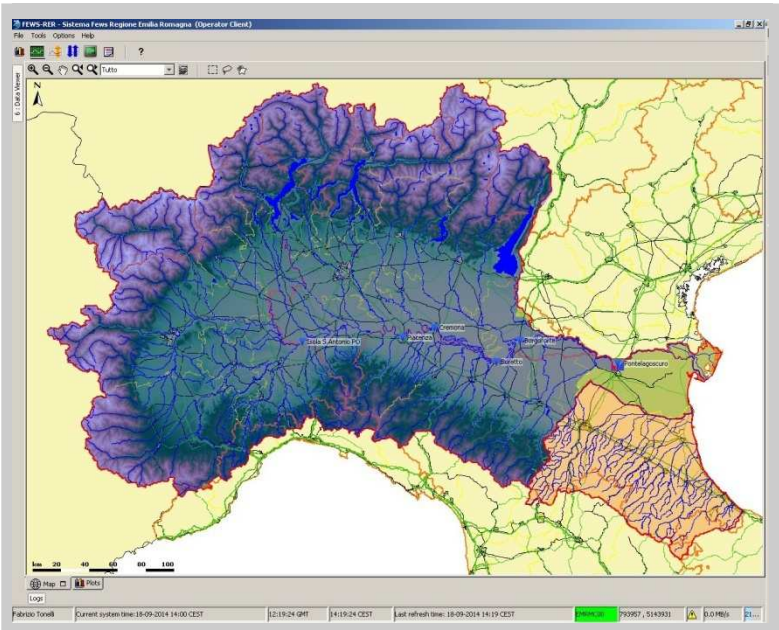 FEWS-RER - Sistema Fews Regione Emilia Romagna (Operator Client)
File Tools Options Help
?
Tutto
6 : Data Viewer
N
Cremona
Isola S.Antonio PO
Piacenza
Borgoforte
Boretto
Pontelagoscuro
km 20 40 60 80 100
Map Plots
Logs
Fabrizio Tonelli Current system time:18-09-2014 14:00 CEST 12:19:24 GMT 14:19:24 CEST Last refresh time: 18-09-2014 14:19 CEST 793957 , 5143931 0.0 MB/s 21...